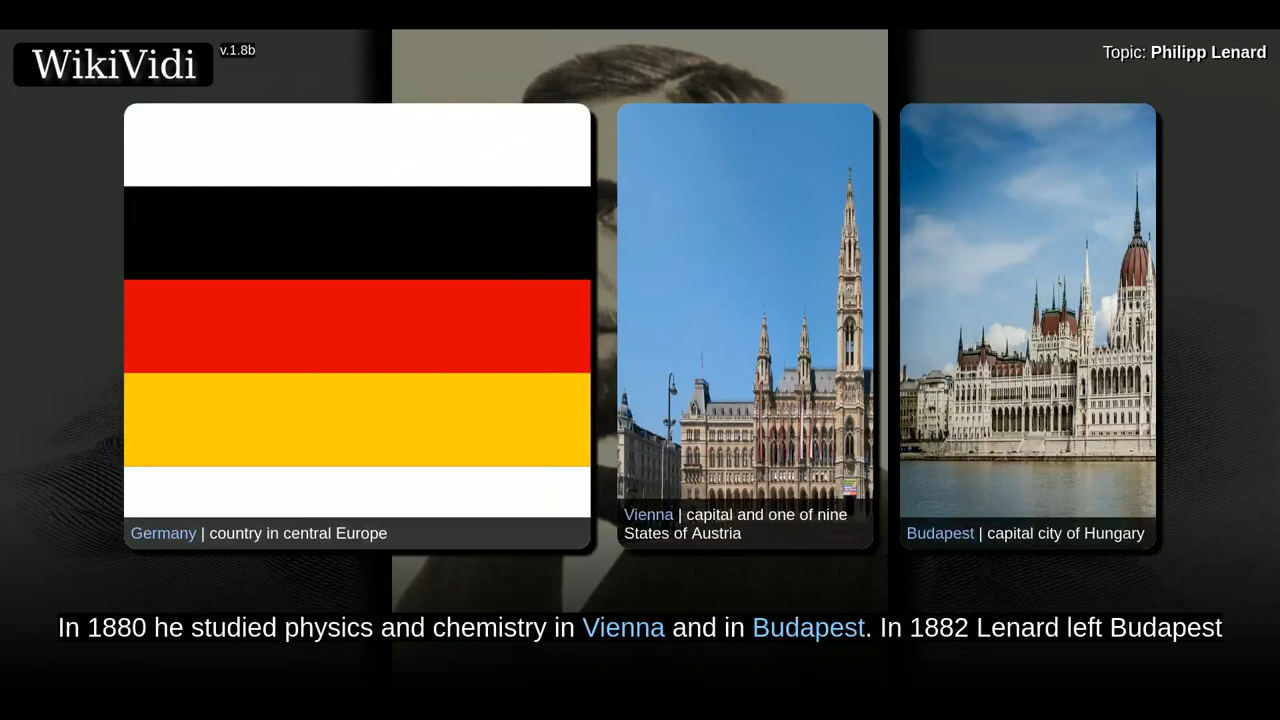 WikiVidi v.1.8b
Topic: Philipp Lenard
Germany | country in central Europe
Vienna | capital and one of nine
States of Austria
Budapest | capital city of Hungary
In 1880 he studied physics and chemistry in Vienna and in Budapest. In 1882 Lenard left Budapest